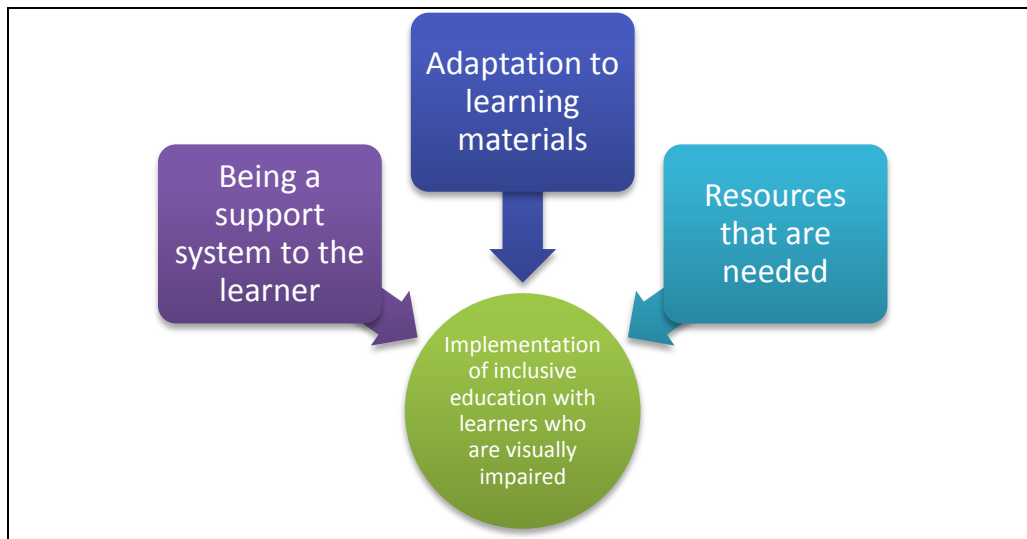 Adaptation to
learning
materials
Being a
support
system to the
learner
Resources
that are
needed
Implementation
of inclusive
education with
learners who
are visually
impaired